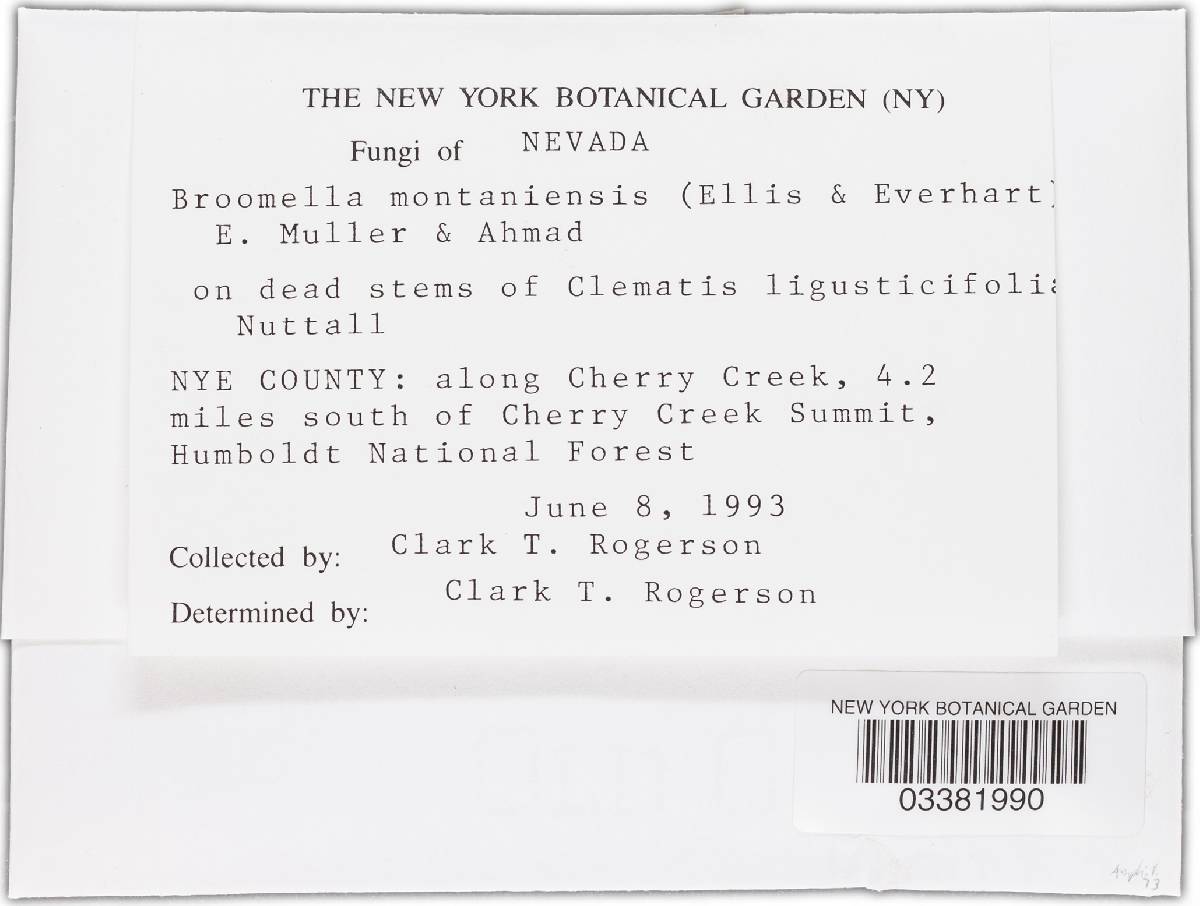 THE NEW YORK BOTANICAL GARDEN (NY)
Fungi of NEVADA
Broomella montaniensis (Ellis & Everhart)
E. Muller & Ahmad
on dead stems of Clematis ligusticifolia
Nuttall
NYE COUNTY: along Cherry Creek, 4.2
miles south of Cherry Creek Summit,
Humboldt National Forest
June 8, 1993
Collected by: Clark T. Rogerson
Determined by: Clark T. Rogerson
NEW YORK BOTANICAL GARDEN
03381990